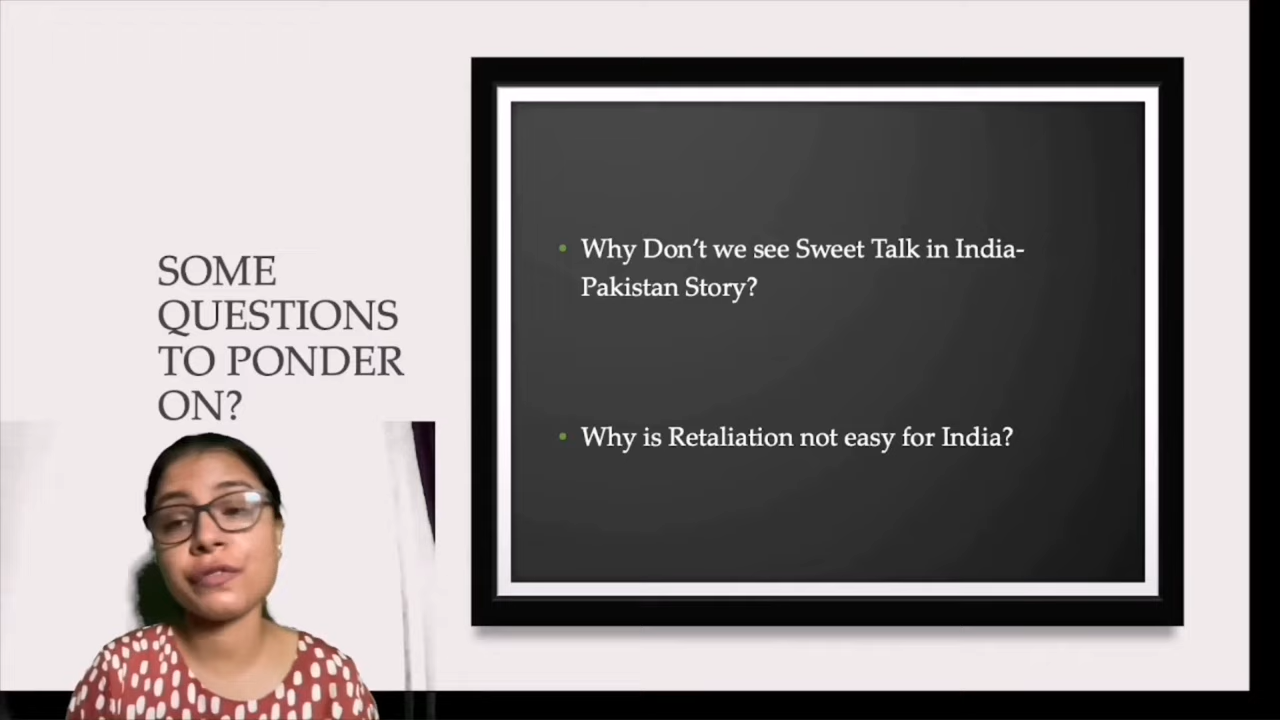 SOME
QUESTIONS
TO PONDER
ON?
• Why Don't we see Sweet Talk in India-
Pakistan Story?
• Why is Retaliation not easy for India?